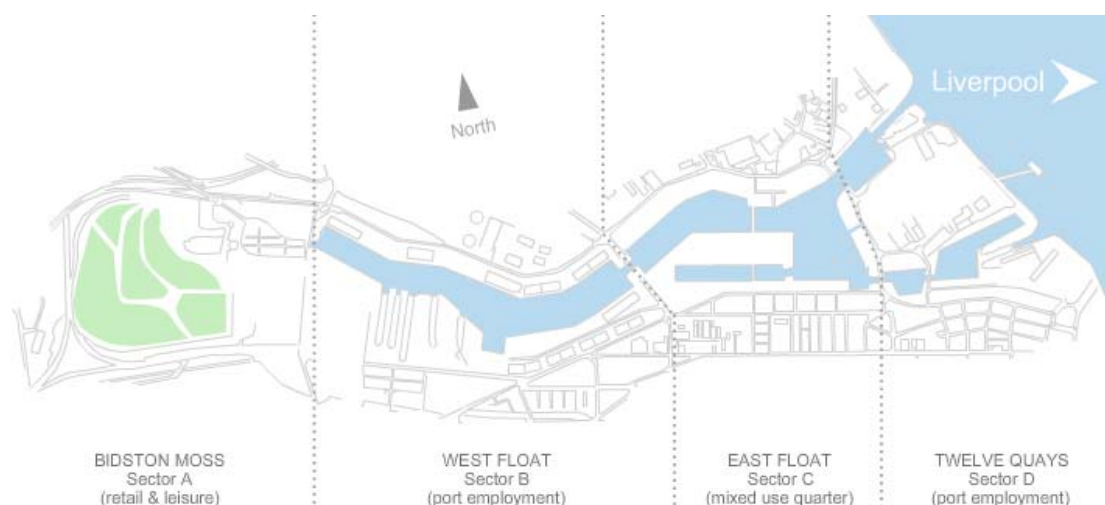 Liverpool
North
BIDSTON MOSS
Sector A
(retail & leisure)
WEST FLOAT
Sector B
(port employment)
EAST FLOAT
Sector C
(mixed use quarter)
TWELVE QUAYS
Sector D
(port employment)